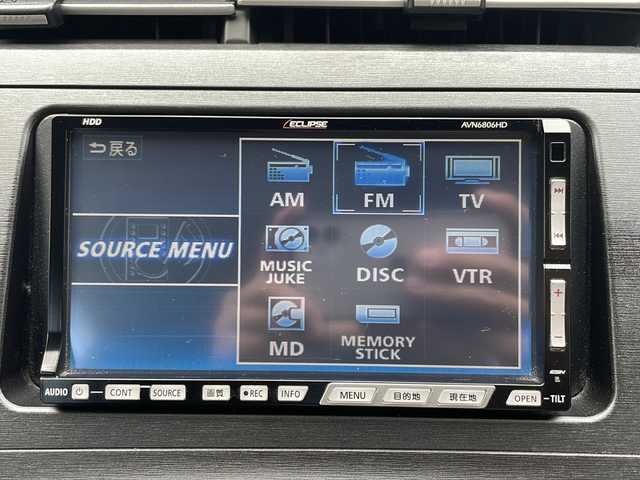 HDD
ECLIPSE
AVN6806HD
戻る
SOURCE MENU
AM
FM
TV
MUSIC
JUKE
DISC
VTR
MD
MEMORY
STICK
AUDIO
CONT
SOURCE
画質
●REC
INFO
MENU
目的地
現在地
OPEN
TILT